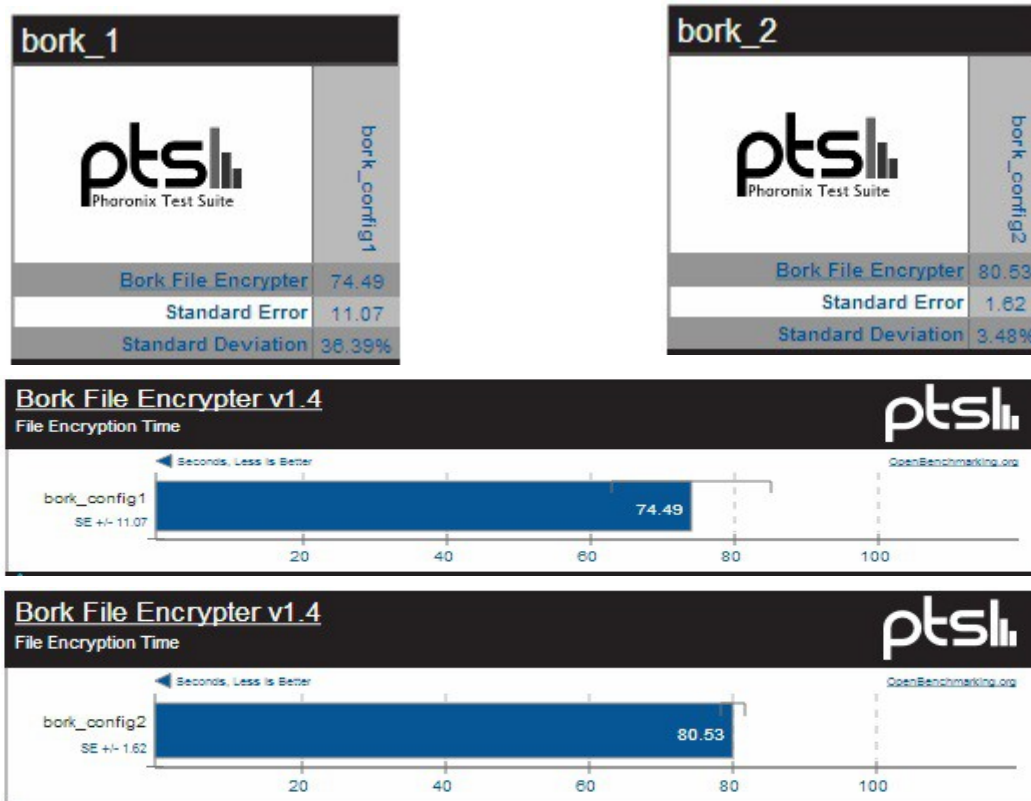 bork_1
pts
Phoronix Test Suite
bork_config1
Bork File Encrypter 74.49
Standard Error 11.07
Standard Deviation 36.39%
bork_2
pts
Phoronix Test Suite
bork_config2
Bork File Encrypter 80.53
Standard Error 1.62
Standard Deviation 3.48%
Bork File Encrypter v1.4
File Encryption Time
pts
Seconds, Less Is Better
OpenBenchmarking.org
bork_config1
SE +/- 11.07
74.49
20 40 60 80 100
Bork File Encrypter v1.4
File Encryption Time
pts
Seconds, Less Is Better
OpenBenchmarking.org
bork_config2
SE +/- 1.62
80.53
20 40 60 80 100